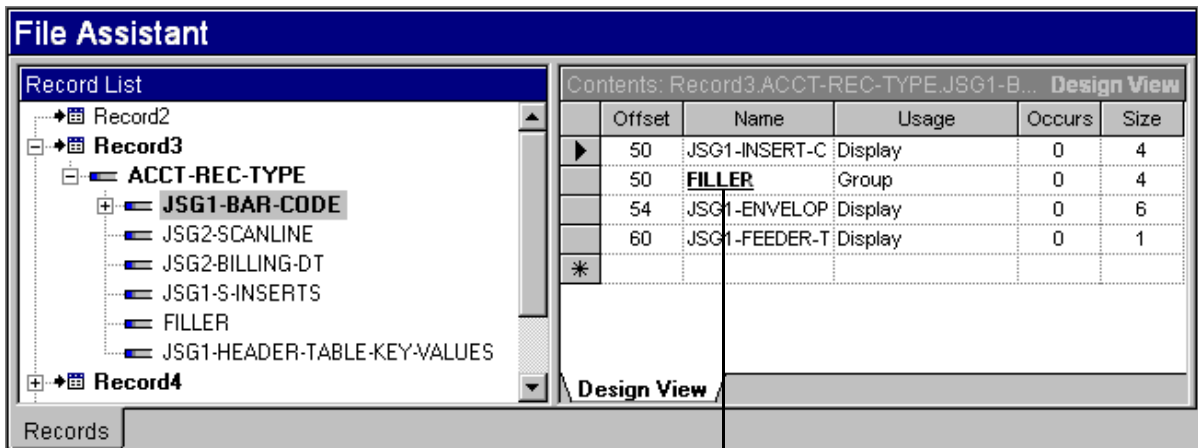 File Assistant
Record List
Record2
Record3
ACCT-REC-TYPE
JSG1-BAR-CODE
JSG2-SCANLINE
JSG2-BILLING-DT
JSG1-S-INSERTS
FILLER
JSG1-HEADER-TABLE-KEY-VALUES
Record4
Records
Contents: Record3.ACCT-REC-TYPE.JSG1-B... Design View
Offset Name Usage Occurs Size
50 JSG1-INSERT-C Display 0 4
50 FILLER Group 0 4
54 JSG1-ENVELOP Display 0 6
60 JSG1-FEEDER-T Display 0 1
Design View